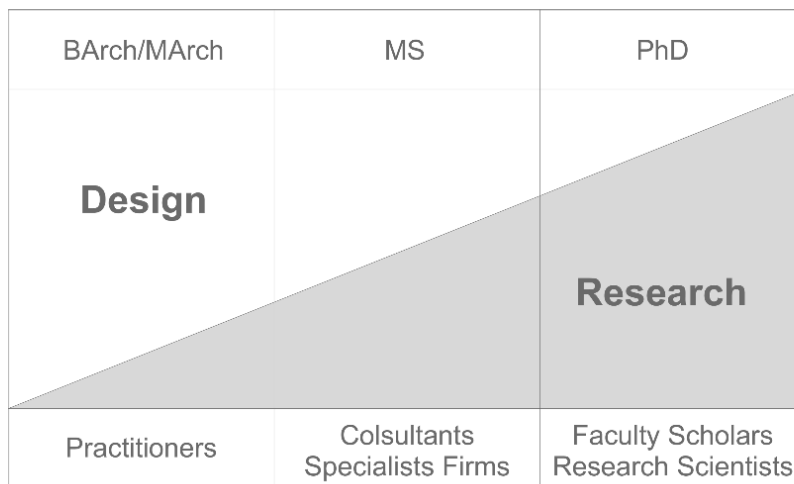 BArch/MArch
MS
PhD
Design
Research
Practitioners
Colsultants
Specialists Firms
Faculty Scholars
Research Scientists